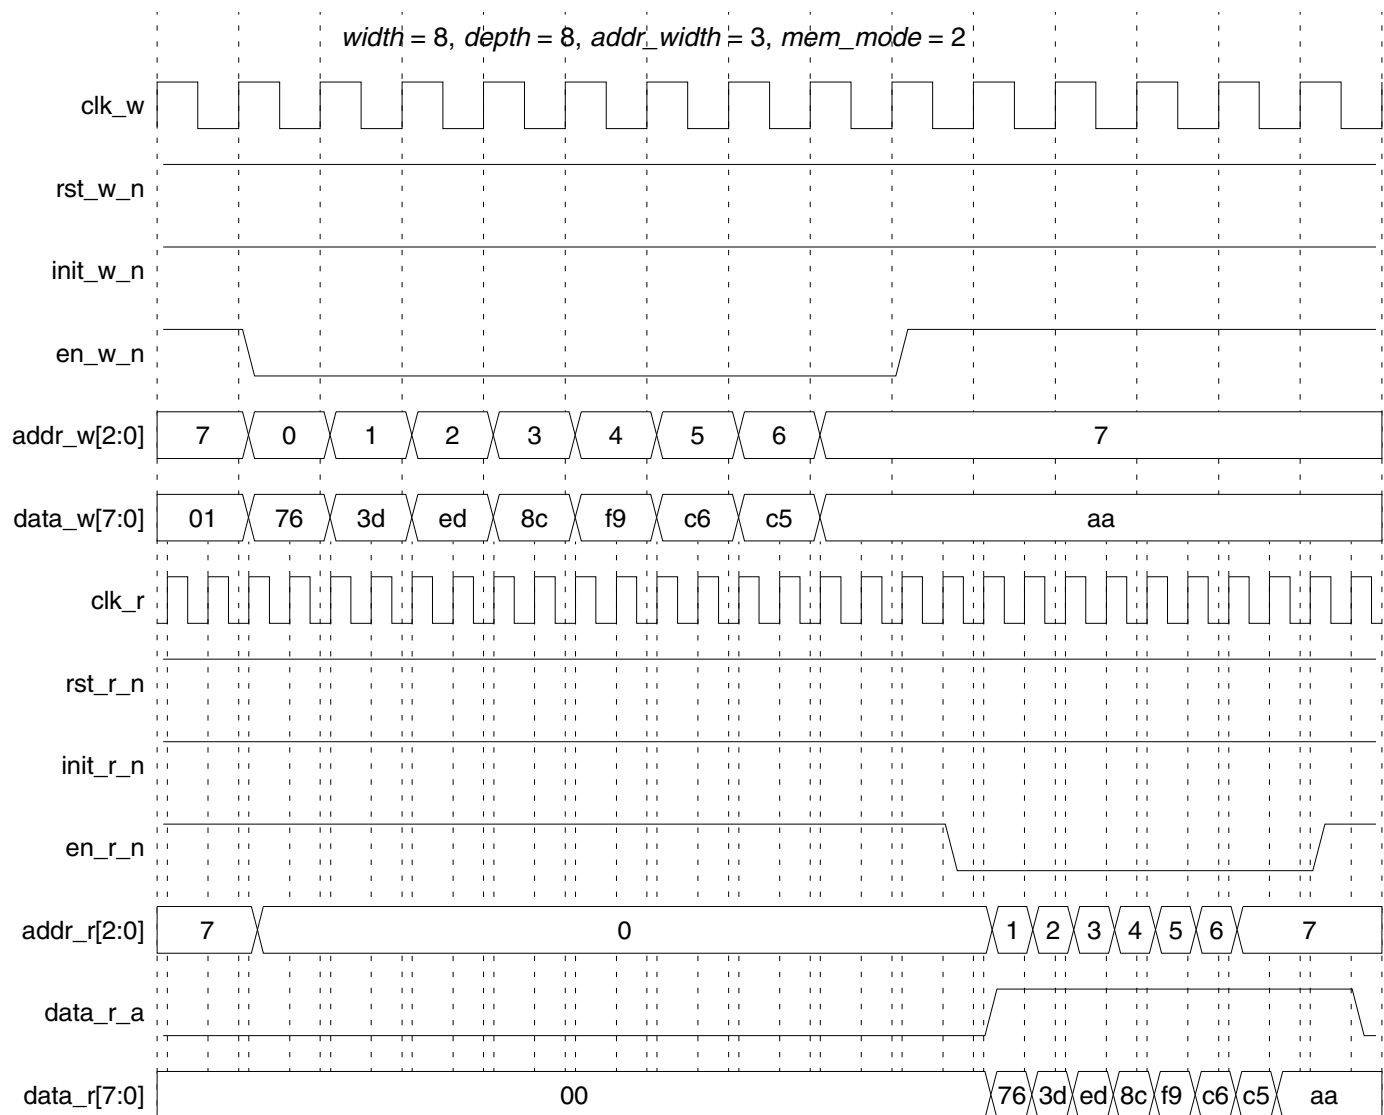 width = 8, depth = 8, addr_width = 3, mem_mode = 2
clk_w
rst_w_n
init_w_n
en_w_n
addr_w[2:0] 7 0 1 2 3 4 5 6 7
data_w[7:0] 01 76 3d ed 8c f9 c6 c5 aa
clk_r
rst_r_n
init_r_n
en_r_n
addr_r[2:0] 7 0 1 2 3 4 5 6 7
data_r_a
data_r[7:0] 00 76 3d ed 8c f9 c6 c5 aa